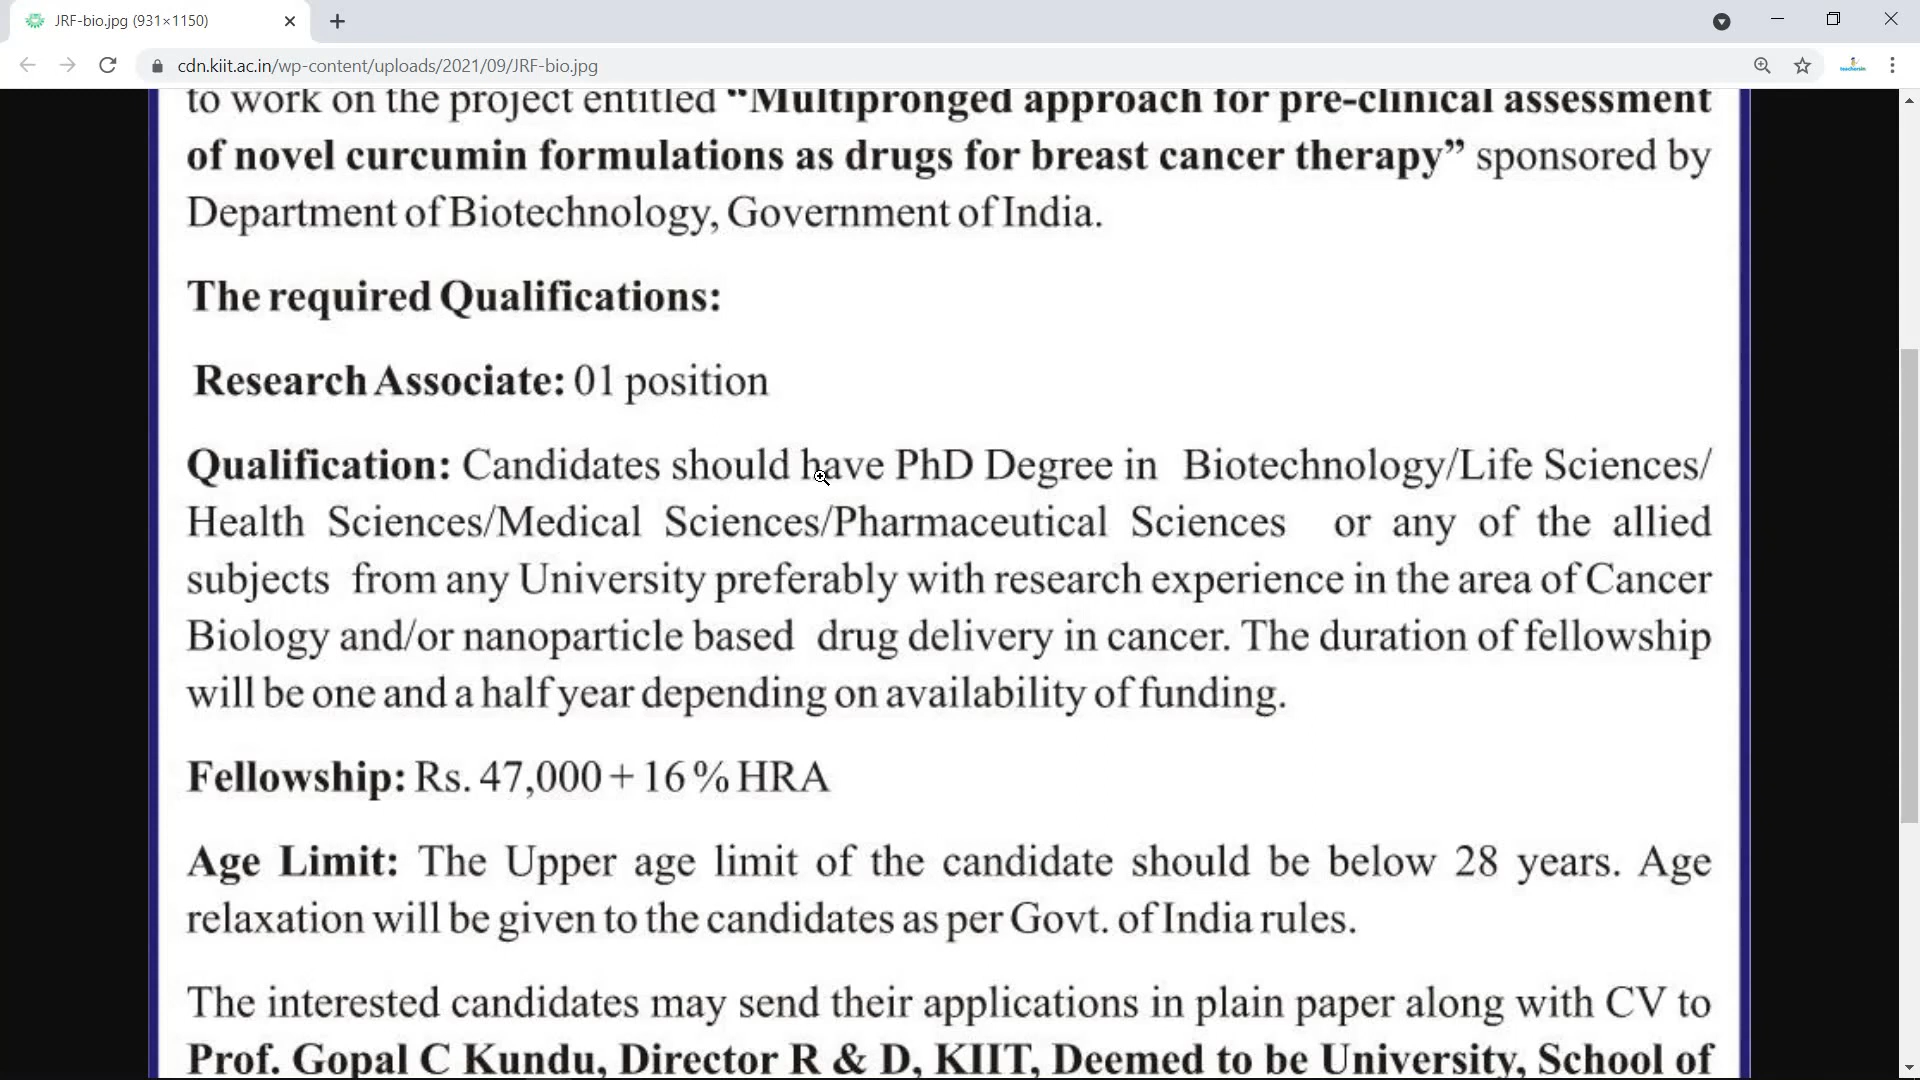 JRF-bio.jpg (931×1150)
cdn.kiit.ac.in/wp-content/uploads/2021/09/JRF-bio.jpg
to work on the project entitled “Multipronged approach for pre-clinical assessment
of novel curcumin formulations as drugs for breast cancer therapy” sponsored by
Department of Biotechnology, Government of India.
The required Qualifications:
Research Associate: 01 position
Qualification: Candidates should have PhD Degree in Biotechnology/Life Sciences/
Health Sciences/Medical Sciences/Pharmaceutical Sciences or any of the allied
subjects from any University preferably with research experience in the area of Cancer
Biology and/or nanoparticle based drug delivery in cancer. The duration of fellowship
will be one and a half year depending on availability of funding.
Fellowship: Rs. 47,000 + 16 % HRA
Age Limit: The Upper age limit of the candidate should be below 28 years. Age
relaxation will be given to the candidates as per Govt. of India rules.
The interested candidates may send their applications in plain paper along with CV to
Prof. Gopal C Kundu, Director R & D, KIIT, Deemed to be University, School of